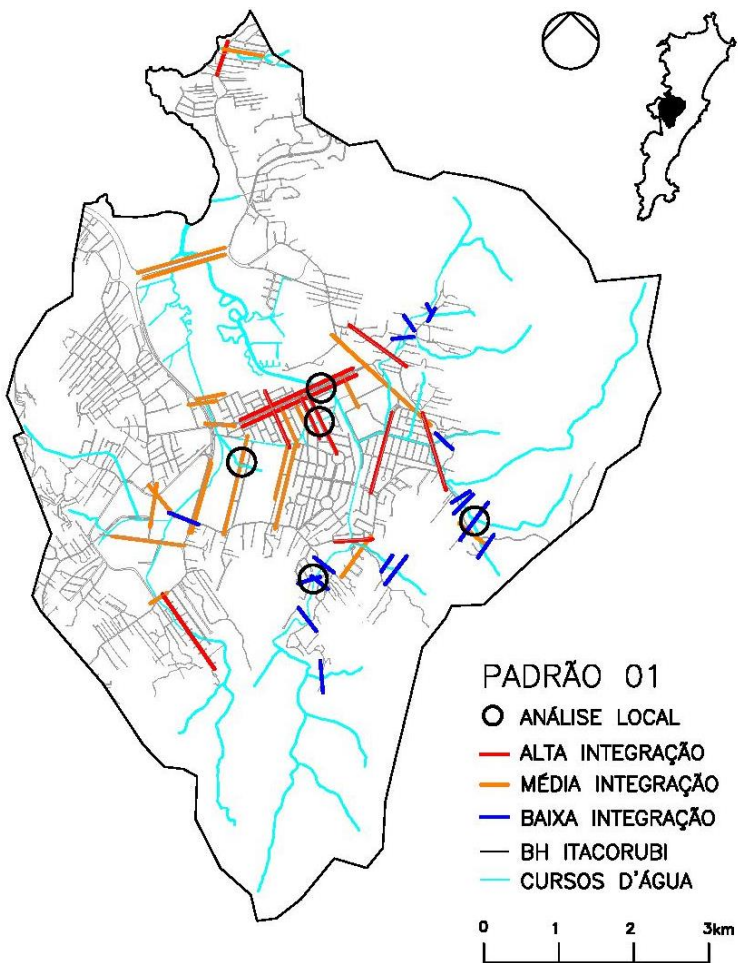 PADRÃO 01
ANÁLISE LOCAL
ALTA INTEGRAÇÃO
MÉDIA INTEGRAÇÃO
BAIXA INTEGRAÇÃO
BH ITACORUBI
CURSOS D'ÁGUA
0 1 2 3km